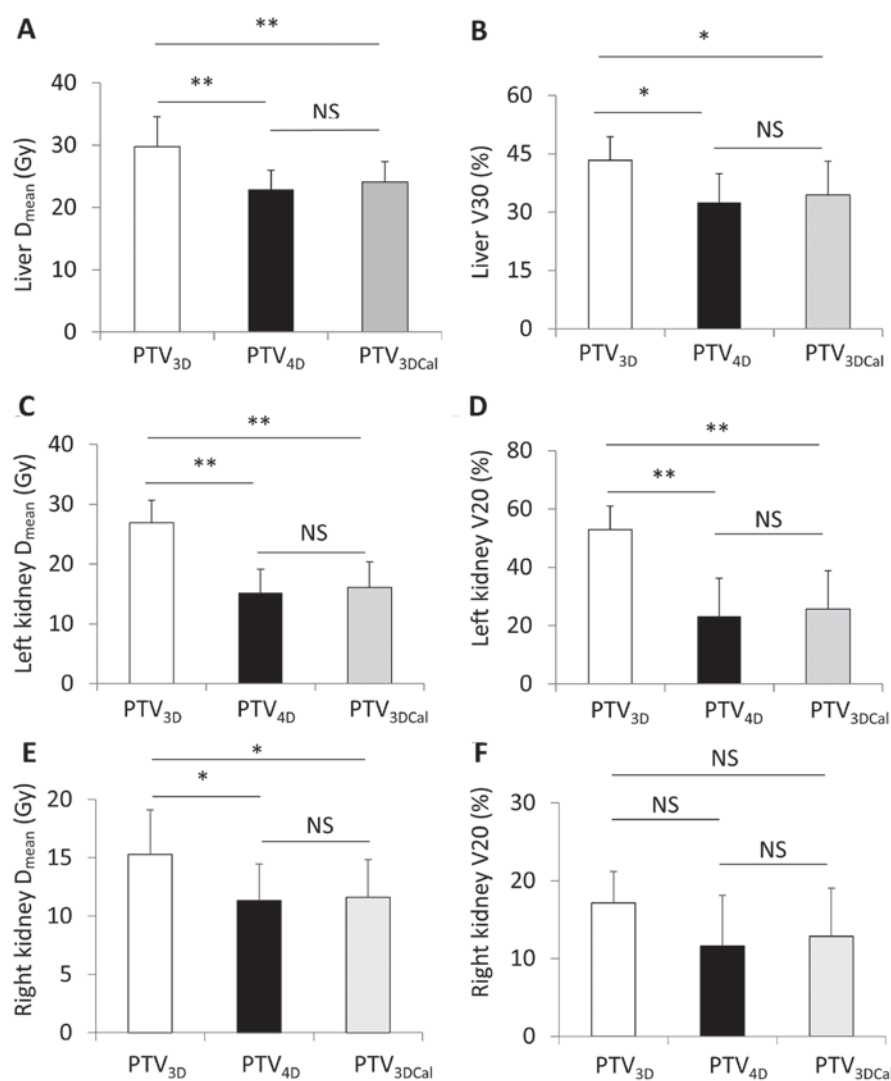 A
**
**
NS
40
30
20
10
0
Liver Dmean (Gy)
PTV3D PTV4D PTV3DCal
B
*
*
NS
60
45
30
15
0
Liver V30 (%)
PTV3D PTV4D PTV3DCal
C
**
**
NS
40
30
20
10
0
Left kidney Dmean (Gy)
PTV3D PTV4D PTV3DCal
D
**
**
NS
80
60
40
20
0
Left kidney V20 (%)
PTV3D PTV4D PTV3DCal
E
*
*
NS
20
15
10
5
0
Right kidney Dmean (Gy)
PTV3D PTV4D PTV3DCal
F
NS
NS
NS
30
20
10
0
Right kidney V20 (%)
PTV3D PTV4D PTV3DCal